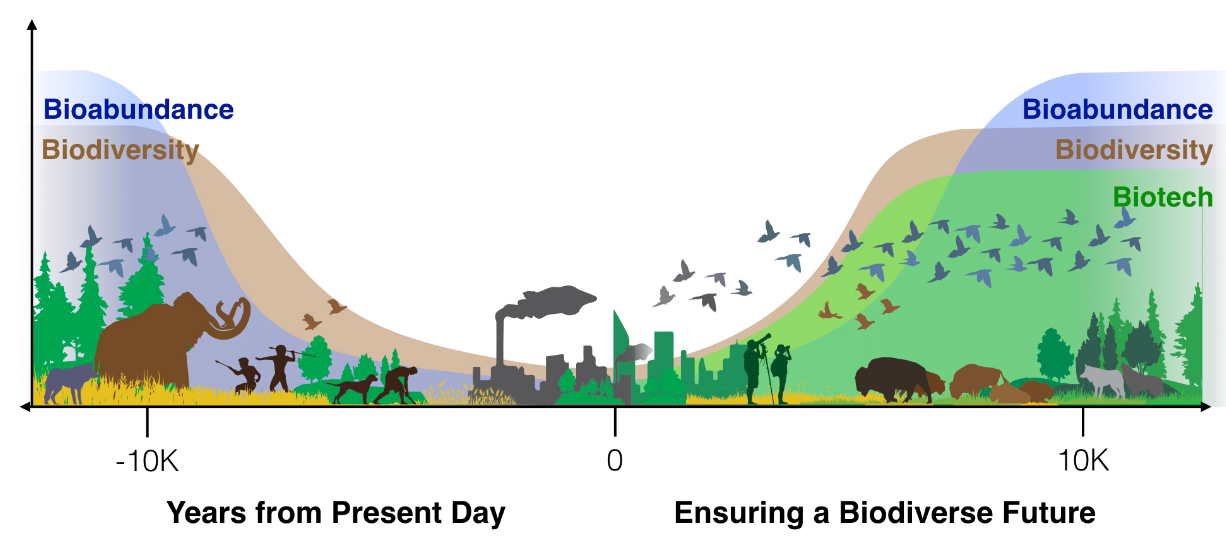 Bioabundance
Biodiversity
Bioabundance
Biodiversity
Biotech
-10K
0
10K
Years from Present Day
Ensuring a Biodiverse Future